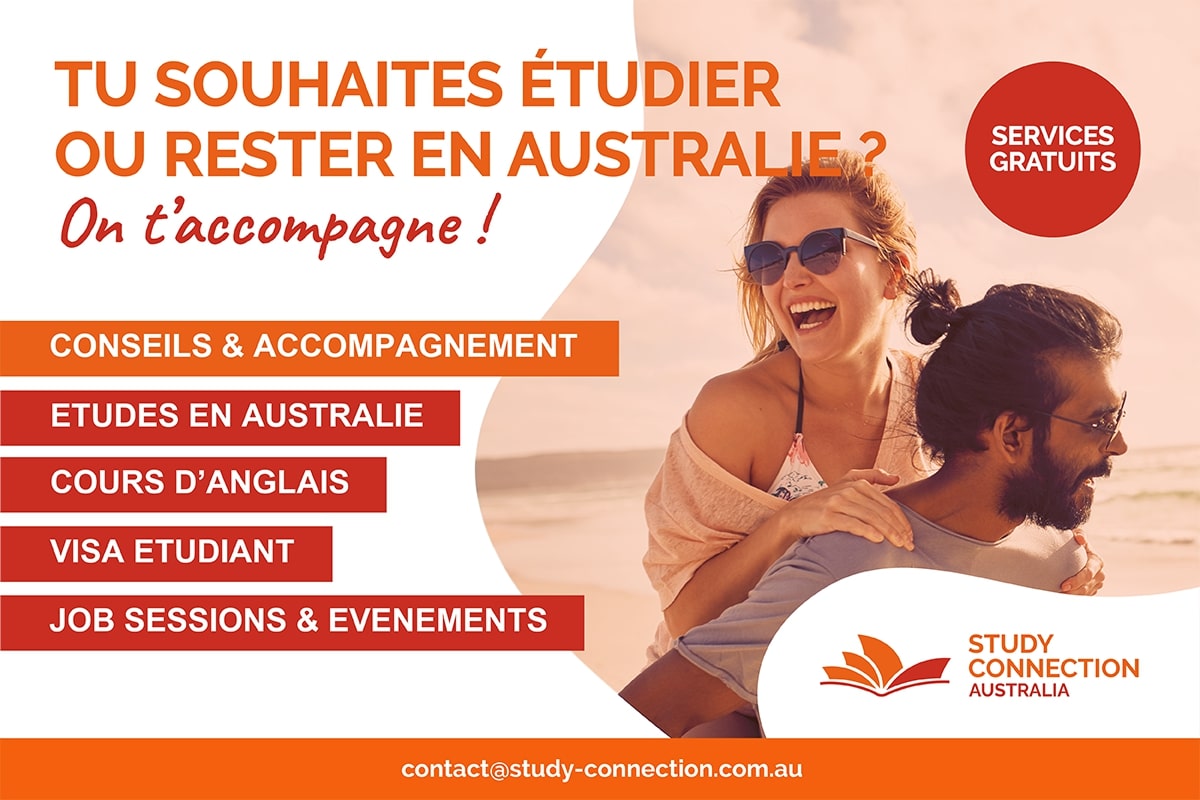 TU SOUHAITES ÉTUDIER
OU RESTER EN AUSTRALIE ?
On t'accompagne !
SERVICES
GRATUITS
CONSEILS & ACCOMPAGNEMENT
ETUDES EN AUSTRALIE
COURS D'ANGLAIS
VISA ETUDIANT
JOB SESSIONS & EVENEMENTS
STUDY
CONNECTION
AUSTRALIA
contact@study-connection.com.au